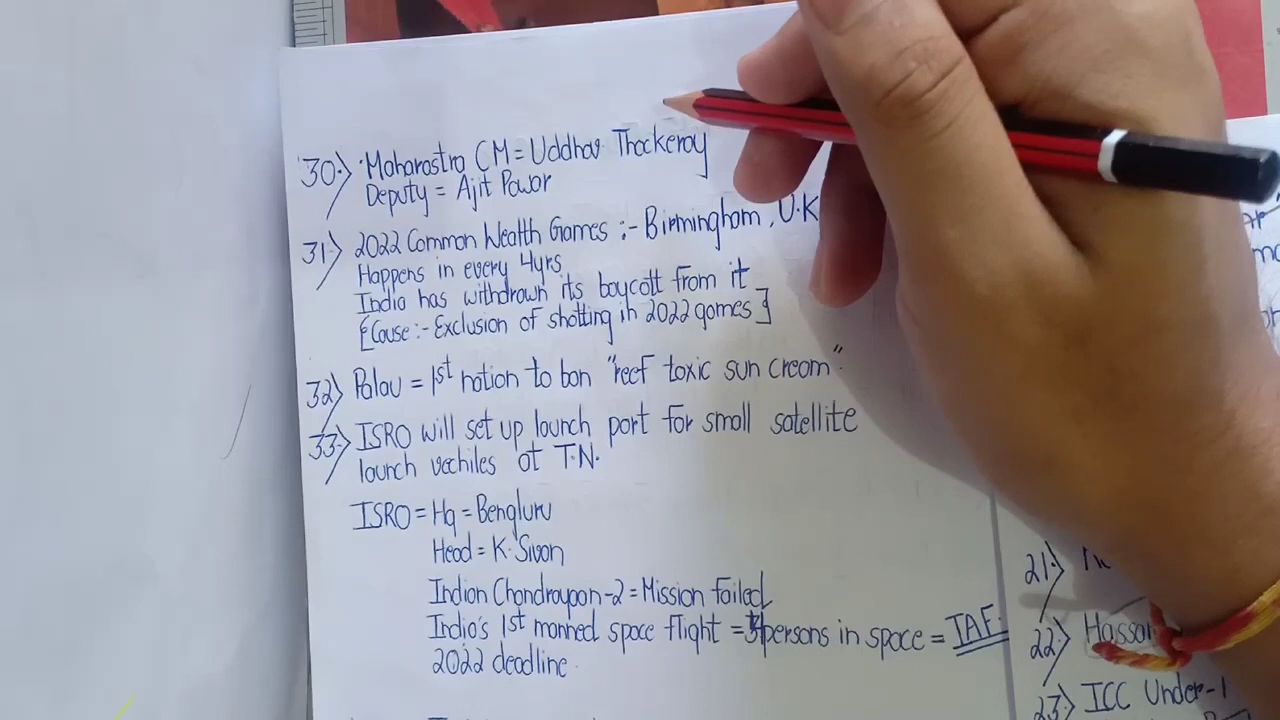 30.> Maharastra CM = Uddhav Thackeray
Deputy = Ajit Pawar
31.> 2022 Common Wealth Games :- Birmingham, U.K
Happens in every 4yrs
India has withdrawn its boycott from it
[Cause :- Exclusion of shotting in 2022 games]
32> Palau = 1st nation to ban "reef toxic sun cream"
33.> ISRO will set up launch port for small satellite
launch vechiles at T.N.
ISRO = Hq = Bengluru
Head = K. Sivan
Indian Chandrayan-2 = Mission failed
India's 1st manned space flight = persons in space = IAF.
2022 deadline.
21.>
22.> Hassan
23.> ICC Under-1